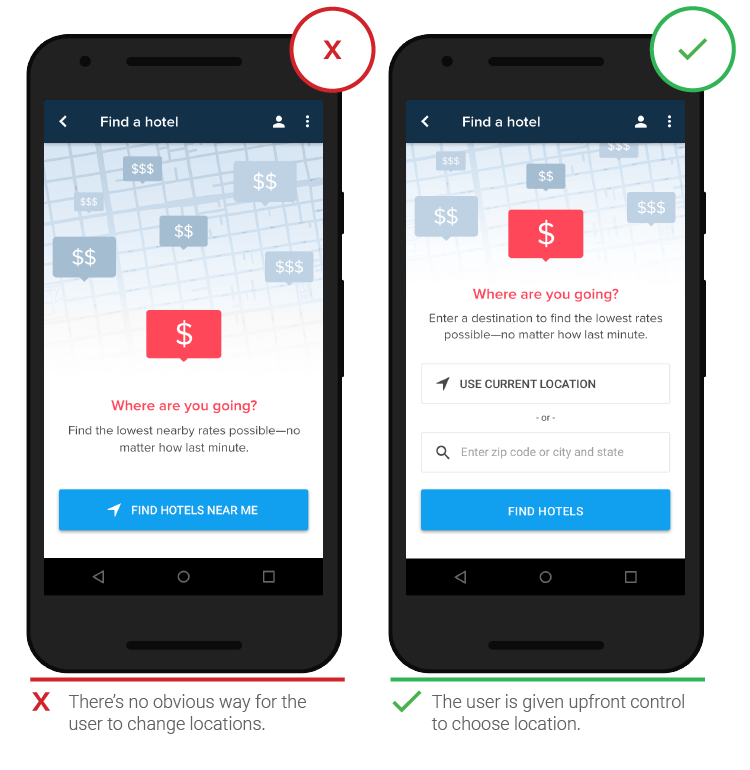 X
Find a hotel
$$$
$$
$$$
$$
$$
$$$
$
Where are you going?
Find the lowest nearby rates possible—no
matter how last minute.
FIND HOTELS NEAR ME
X There's no obvious way for the
user to change locations.
Find a hotel
$$$
$$$
$$
$$
$$$
$
Where are you going?
Enter a destination to find the lowest rates
possible—no matter how last minute.
USE CURRENT LOCATION
- or -
Enter zip code or city and state
FIND HOTELS
The user is given upfront control
to choose location.